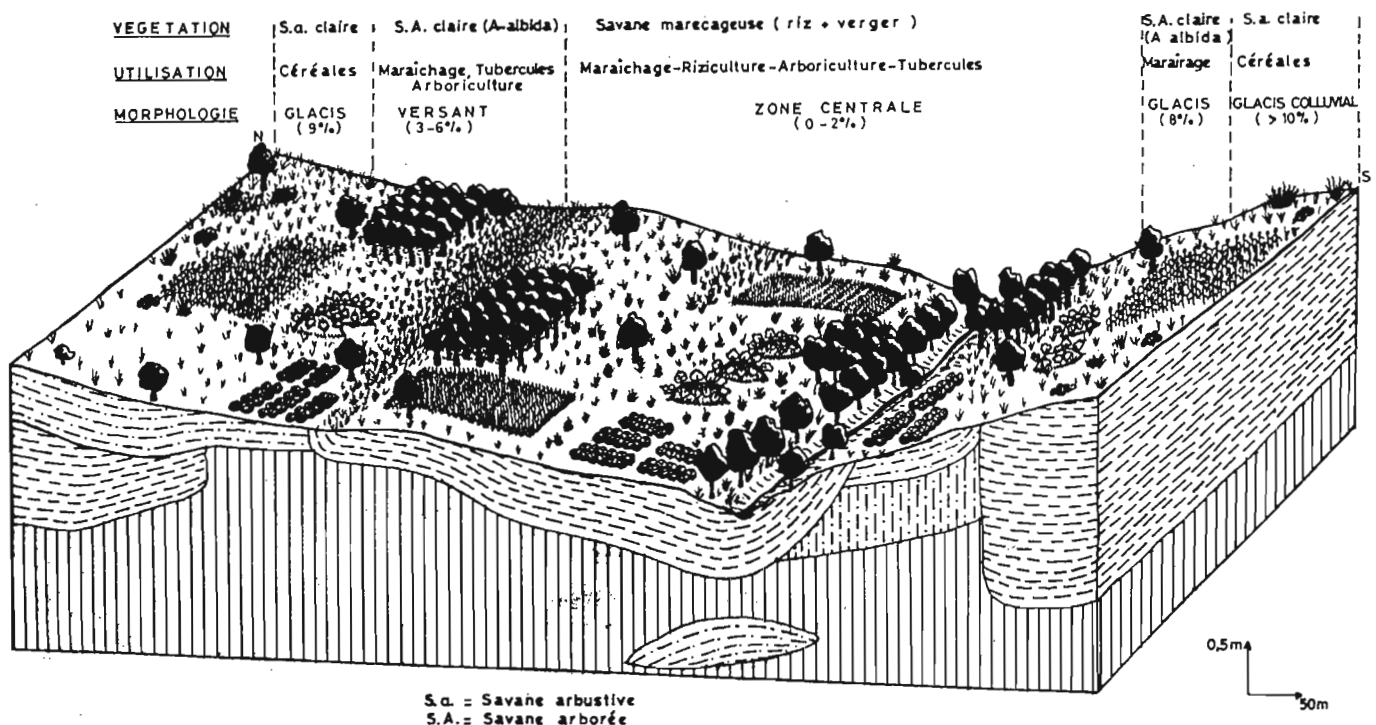 VEGETATION S.a. claire S.A. claire (A-albida) Savane marecageuse ( riz + verger ) S.A. claire (A albida) S.a. claire
UTILISATION Céréales Maraîchage, Tubercules Arboriculture Maraîchage-Riziculture-Arboriculture-Tubercules Marairage Céréales
MORPHOLOGIE GLACIS (9%) VERSANT (3-6%) ZONE CENTRALE (0-2%) GLACIS (8%) GLACIS COLLUVIAL ( > 10%)
N
S
0,5m
50m
S.a. = Savane arbustive
S.A. = Savane arborée